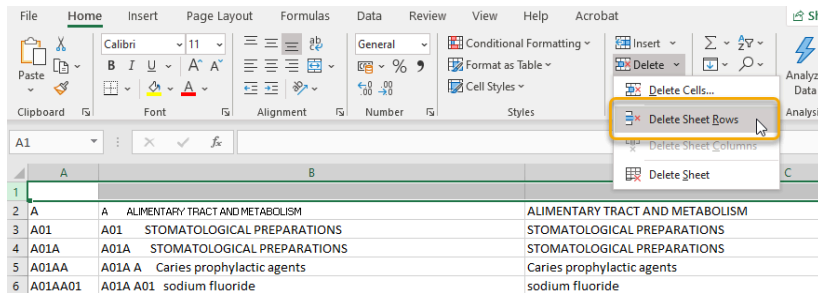 File Home Insert Page Layout Formulas Data Review View Help Acrobat Sh
Calibri 11 General Conditional Formatting Insert
Paste B I U A A % 9 Format as Table Delete Analyz
Cell Styles Data
Delete Cells...
Clipboard Font Alignment Number Styles Delete Sheet Rows Analysis
A1 fx Delete Sheet Columns
Delete Sheet
A B C
1
2 A A ALIMENTARY TRACT AND METABOLISM ALIMENTARY TRACT AND METABOLISM
3 A01 A01 STOMATOLOGICAL PREPARATIONS STOMATOLOGICAL PREPARATIONS
4 A01A A01A STOMATOLOGICAL PREPARATIONS STOMATOLOGICAL PREPARATIONS
5 A01AA A01A A Caries prophylactic agents Caries prophylactic agents
6 A01AA01 A01A A01 sodium fluoride sodium fluoride